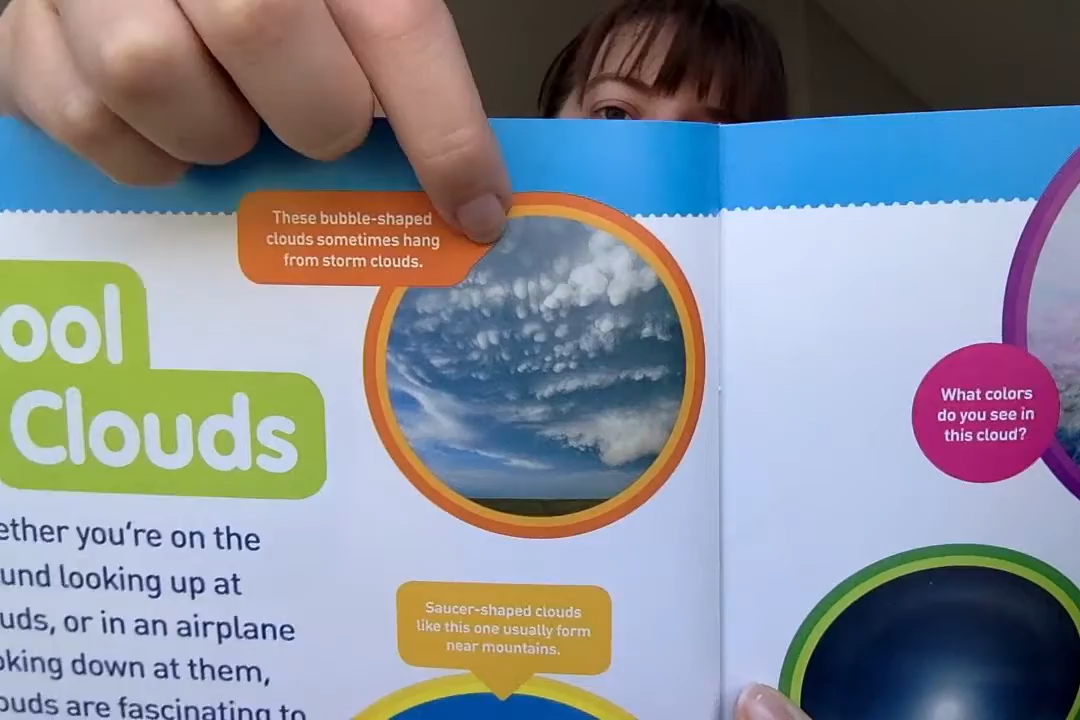 These bubble-shaped
clouds sometimes hang
from storm clouds.
ool
Clouds
What colors
do you see in
this cloud?
ether you're on the
und looking up at
uds, or in an airplane
oking down at them,
ouds are fascinating to
Saucer-shaped clouds
like this one usually form
near mountains.